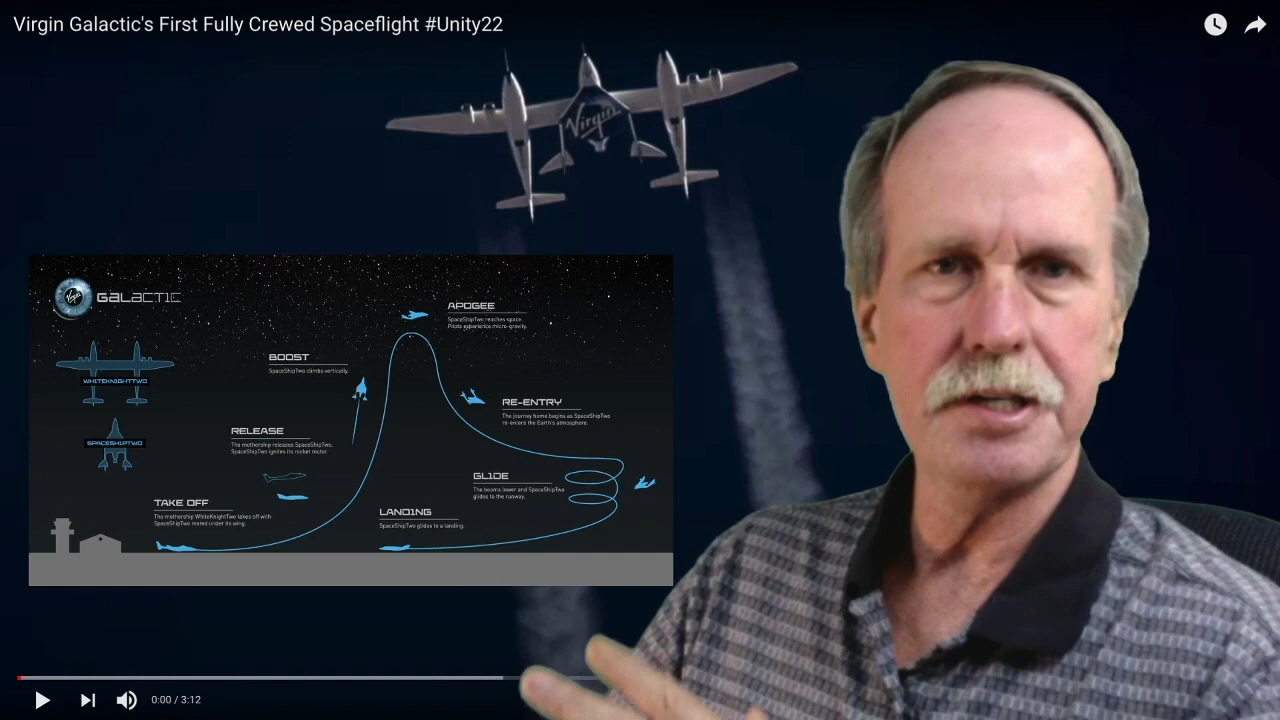 Virgin Galactic's First Fully Crewed Spaceflight #Unity22
Virgin
Virgin
GALACTIC
APOGEE
SpaceShipTwo reaches space.
Pilots experience micro-gravity.
BOOST
SpaceShipTwo climbs vertically.
WHITEKNIGHTTWO
RE-ENTRY
The journey home begins as SpaceShipTwo
re-enters the Earth's atmosphere.
RELEASE
The mothership releases SpaceShipTwo.
SpaceShipTwo ignites its rocket motor.
SPACESHIPTWO
GLIDE
The booms lower and SpaceShipTwo
glides to the runway.
TAKE OFF
The mothership WhiteKnightTwo takes off with
SpaceShipTwo mated under its wing.
LANDING
SpaceShipTwo glides to a landing.
0:00 / 3:12